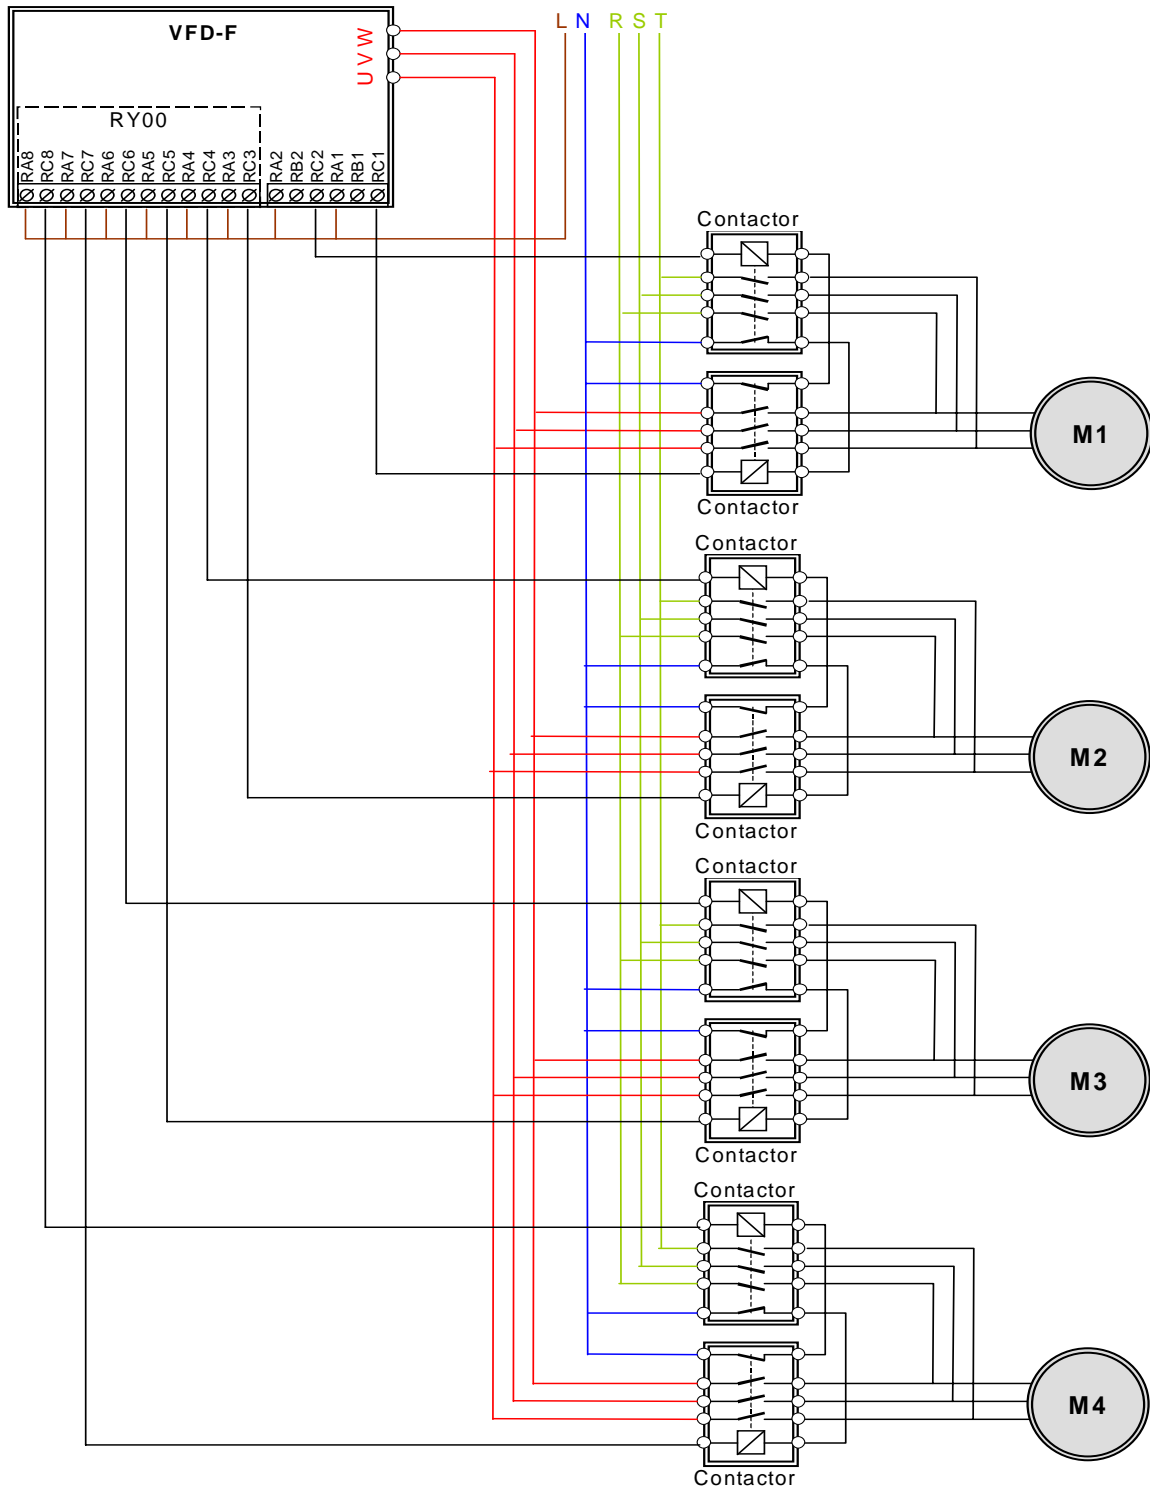 VFD-F
U V W
L N R S T
RY00
RA8 RC8 RA7 RC7 RA6 RC6 RA5 RC5 RA4 RC4 RA3 RC3 RA2 RB2 RC2 RA1 RB1 RC1
Contactor
M1
Contactor
Contactor
M2
Contactor
Contactor
M3
Contactor
Contactor
M4
Contactor